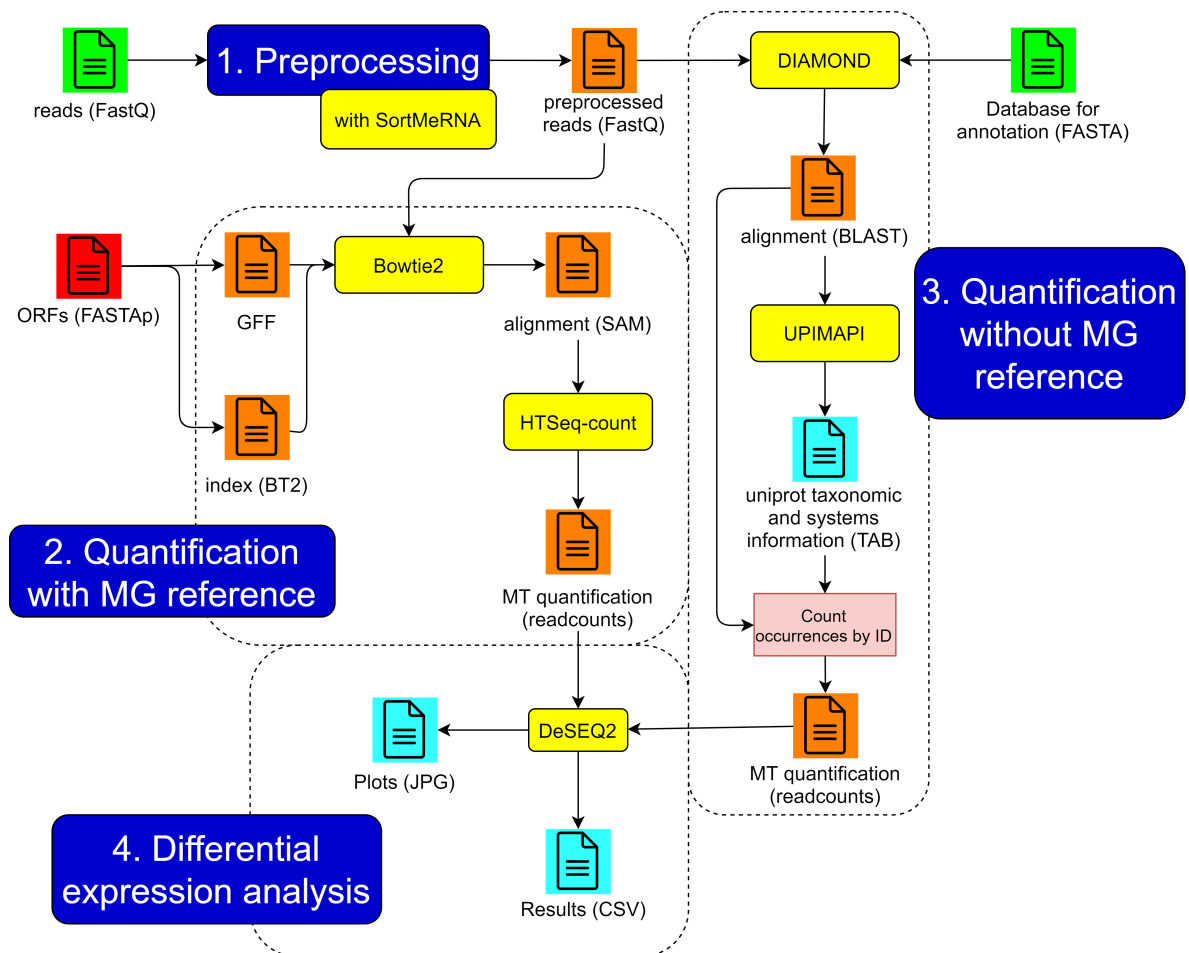 1. Preprocessing
with SortMeRNA
reads (FastQ)
preprocessed
reads (FastQ)
DIAMOND
Database for
annotation (FASTA)
alignment (BLAST)
ORFs (FASTAp)
GFF
Bowtie2
alignment (SAM)
index (BT2)
HTSeq-count
2. Quantification
with MG reference
MT quantification
(readcounts)
UPIMAPI
3. Quantification
without MG
reference
uniprot taxonomic
and systems
information (TAB)
Count
occurrences by ID
MT quantification
(readcounts)
DeSEQ2
Plots (JPG)
Results (CSV)
4. Differential
expression analysis